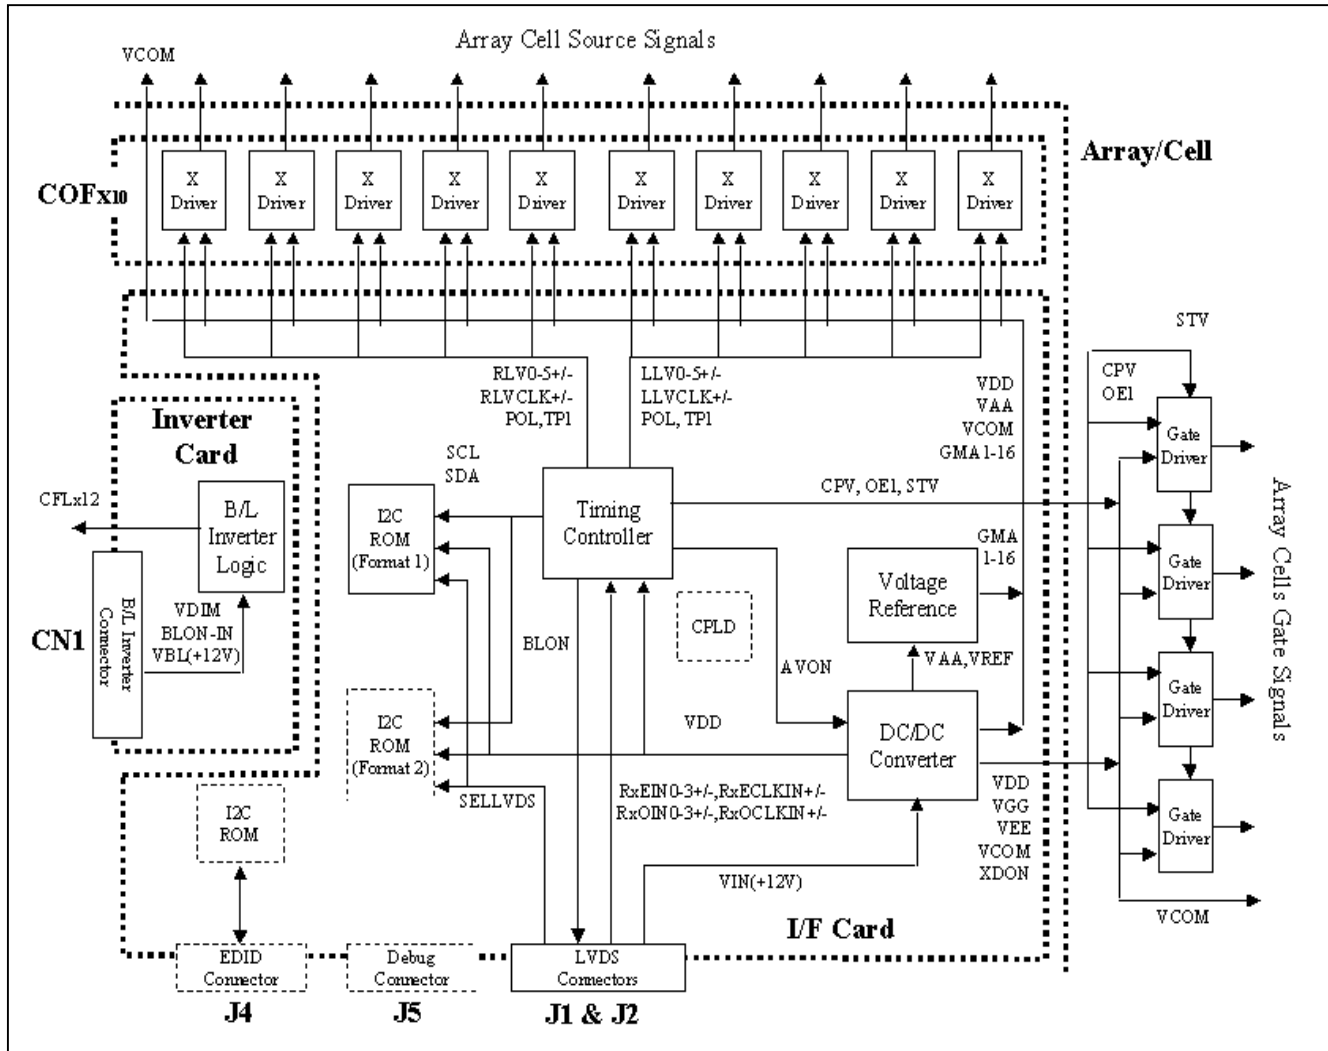 Array Cell Source Signals
VCOM
Array/Cell
COFx10
X
Driver
X
Driver
X
Driver
X
Driver
X
Driver
X
Driver
X
Driver
X
Driver
X
Driver
X
Driver
STV
CPV
OE1
RLV0-5+/-
RLVCLK+/-
POL,TP1
LLV0-5+/-
LLVCLK+/-
POL, TP1
VDD
VAA
VCOM
GMA1-16
Inverter
Card
SCL
SDA
CFLx12
B/L
Inverter
Logic
I2C
ROM
(Format 1)
Timing
Controller
CPV, OE1, STV
GMA
1-16
Voltage
Reference
Gate
Driver
Gate
Driver
Gate
Driver
Gate
Driver
Array Cells Gate Signals
CN1
B/L Inverter
Connector
VDIM
BLON-IN
VBL(+12V)
BLON
CPLD
AVON
VAA,VREF
I2C
ROM
(Format 2)
VDD
DC/DC
Converter
SELLVDS
RxEIN0-3+/-,RxECLKIN+/-
RxOIN0-3+/-,RxOCLKIN+/-
VDD
VGG
VEE
VCOM
XDON
I2C
ROM
VIN(+12V)
VCOM
I/F Card
EDID
Connector
Debug
Connector
LVDS
Connectors
J4
J5
J1 & J2